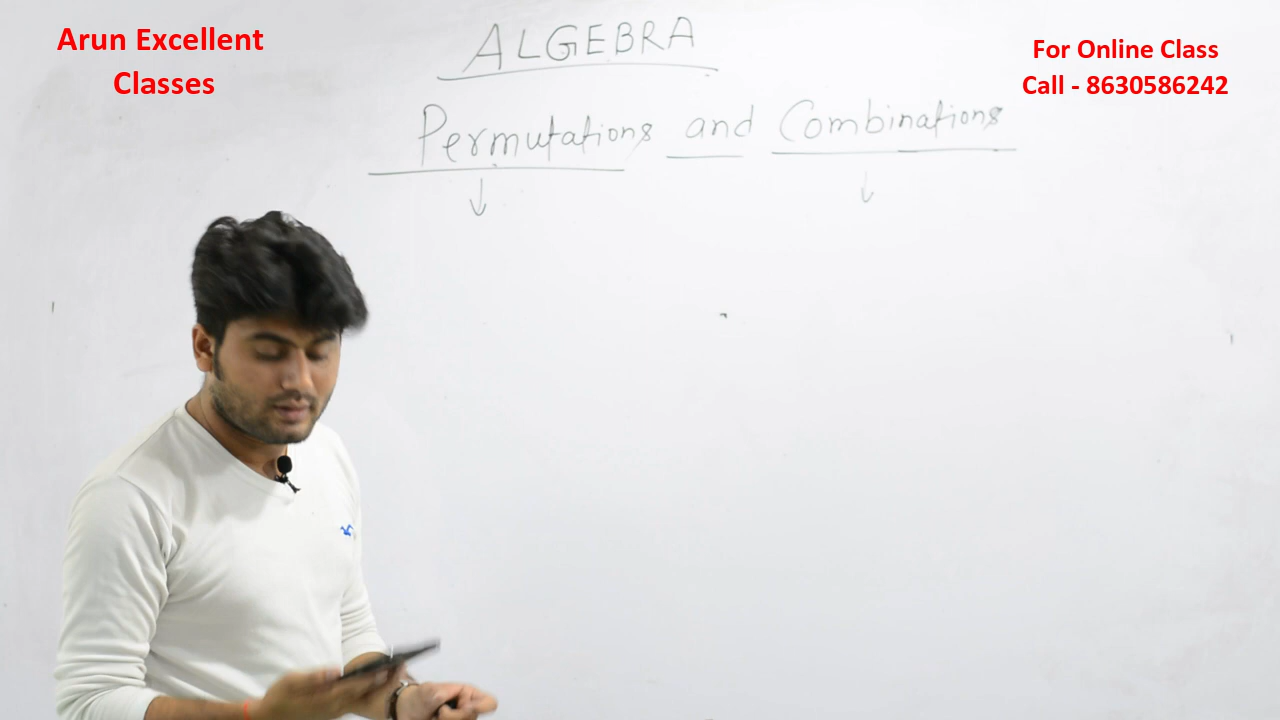 Arun Excellent
Classes
For Online Class
Call - 8630586242
ALGEBRA
Permutations and Combinations